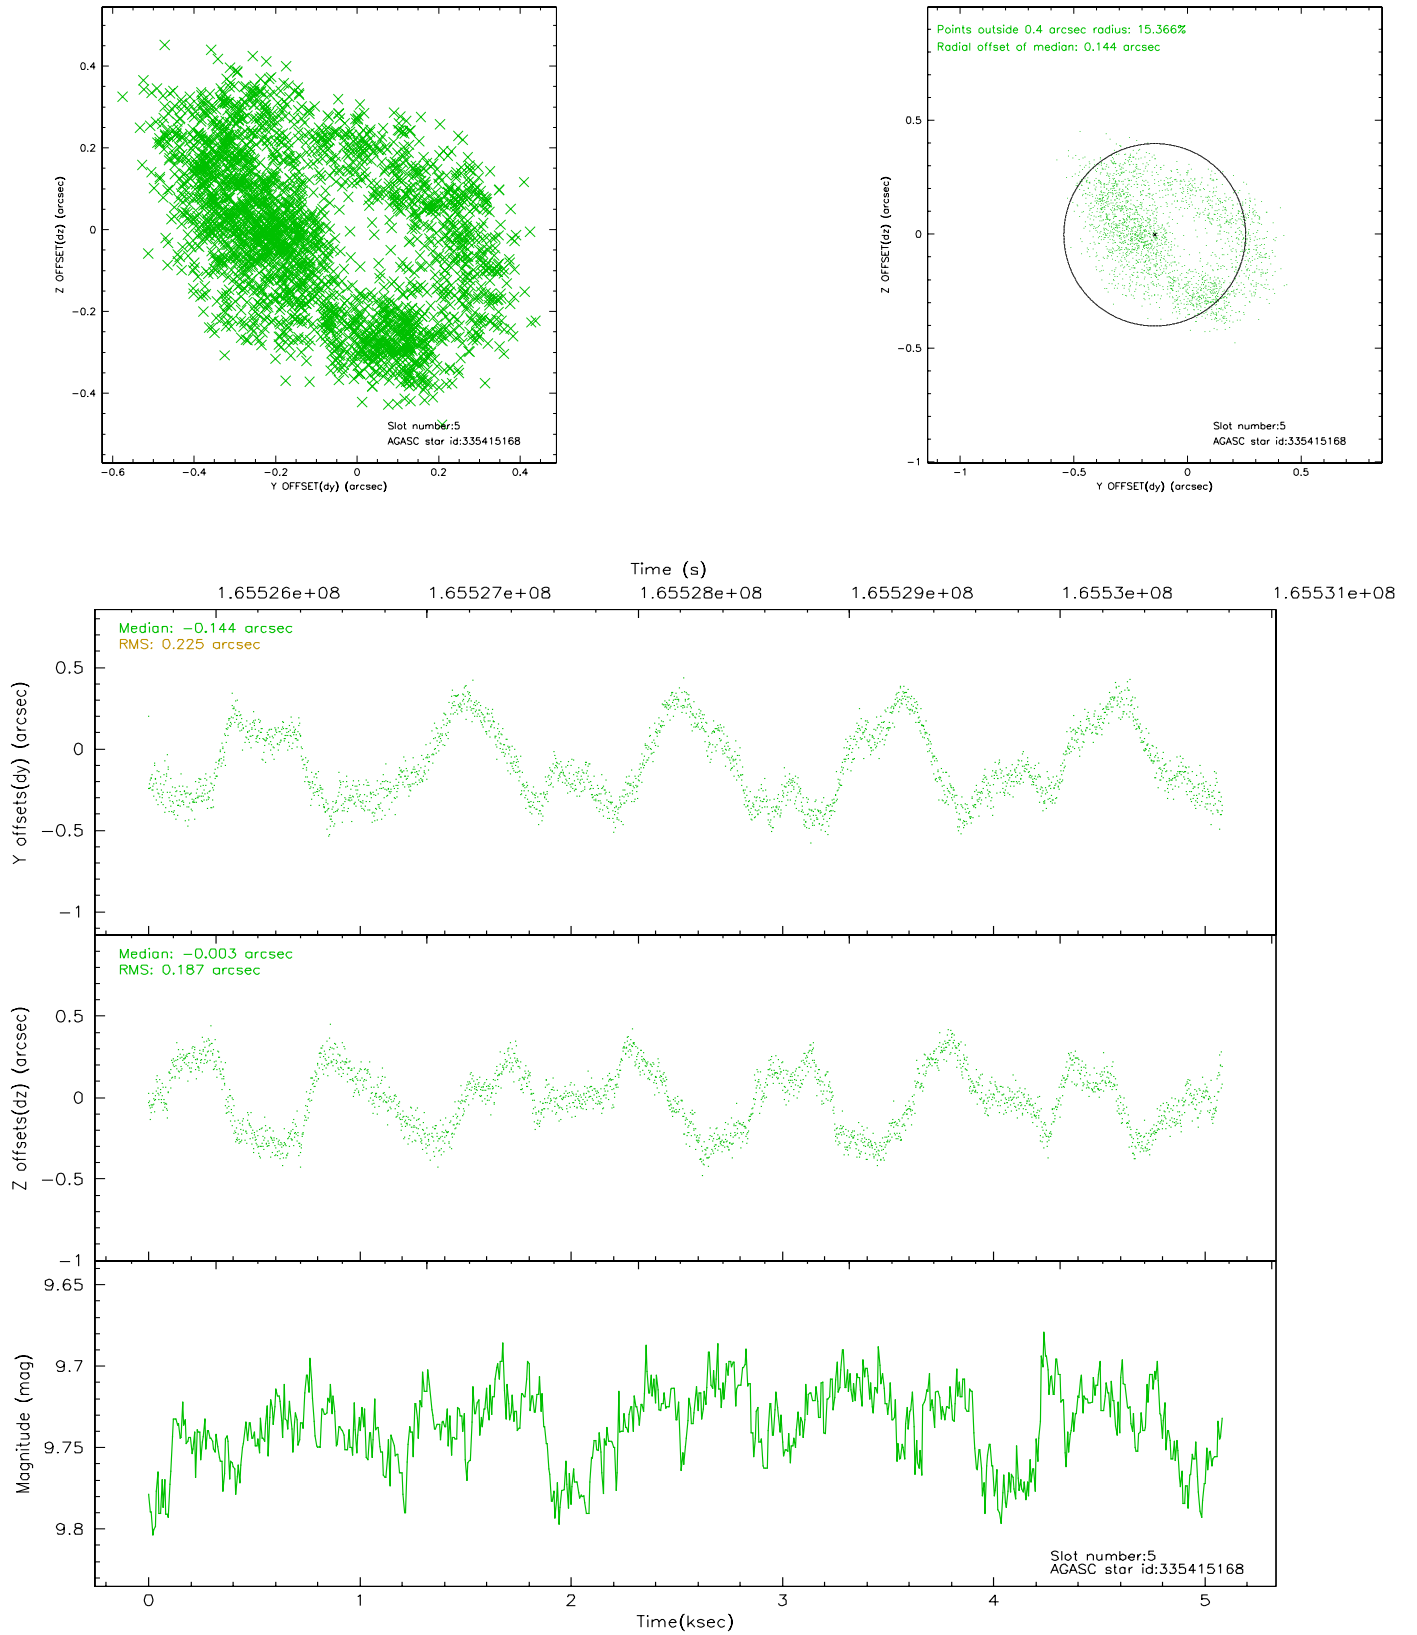 0.4
0.2
0
−0.2
−0.4
Z OFFSET(dz) (arcsec)
−0.6
−0.4
−0.2
0
0.2
0.4
Y OFFSET(dy) (arcsec)
Slot number:5
AGASC star id:335415168
Points outside 0.4 arcsec radius: 15.366%
Radial offset of median: 0.144 arcsec
0.5
0
−0.5
−1
Z OFFSET(dz) (arcsec)
−1
−0.5
0
0.5
Y OFFSET(dy) (arcsec)
Slot number:5
AGASC star id:335415168
Time (s)
1.65526e+08
1.65527e+08
1.65528e+08
1.65529e+08
1.6553e+08
1.65531e+08
Median: −0.144 arcsec
RMS: 0.225 arcsec
0.5
0
−0.5
−1
Y offsets(dy) (arcsec)
Median: −0.003 arcsec
RMS: 0.187 arcsec
0.5
0
−0.5
−1
Z offsets(dz) (arcsec)
9.65
9.7
9.75
9.8
Magnitude (mag)
Slot number:5
AGASC star id:335415168
0
1
2
3
4
5
Time(ksec)